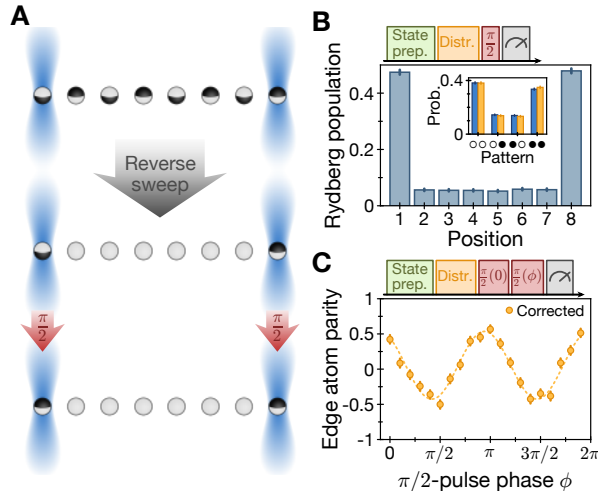 A
Reverse
sweep
π/2
π/2
B
State
prep.
Distr.
π/2
Rydberg population
0.4
0
Prob.
0.4
0
Pattern
1 2 3 4 5 6 7 8
Position
C
State
prep.
Distr.
π/2(0)
π/2(ϕ)
Edge atom parity
1
0.5
0
-0.5
-1
Corrected
0 π/2 π 3π/2 2π
π/2-pulse phase ϕ